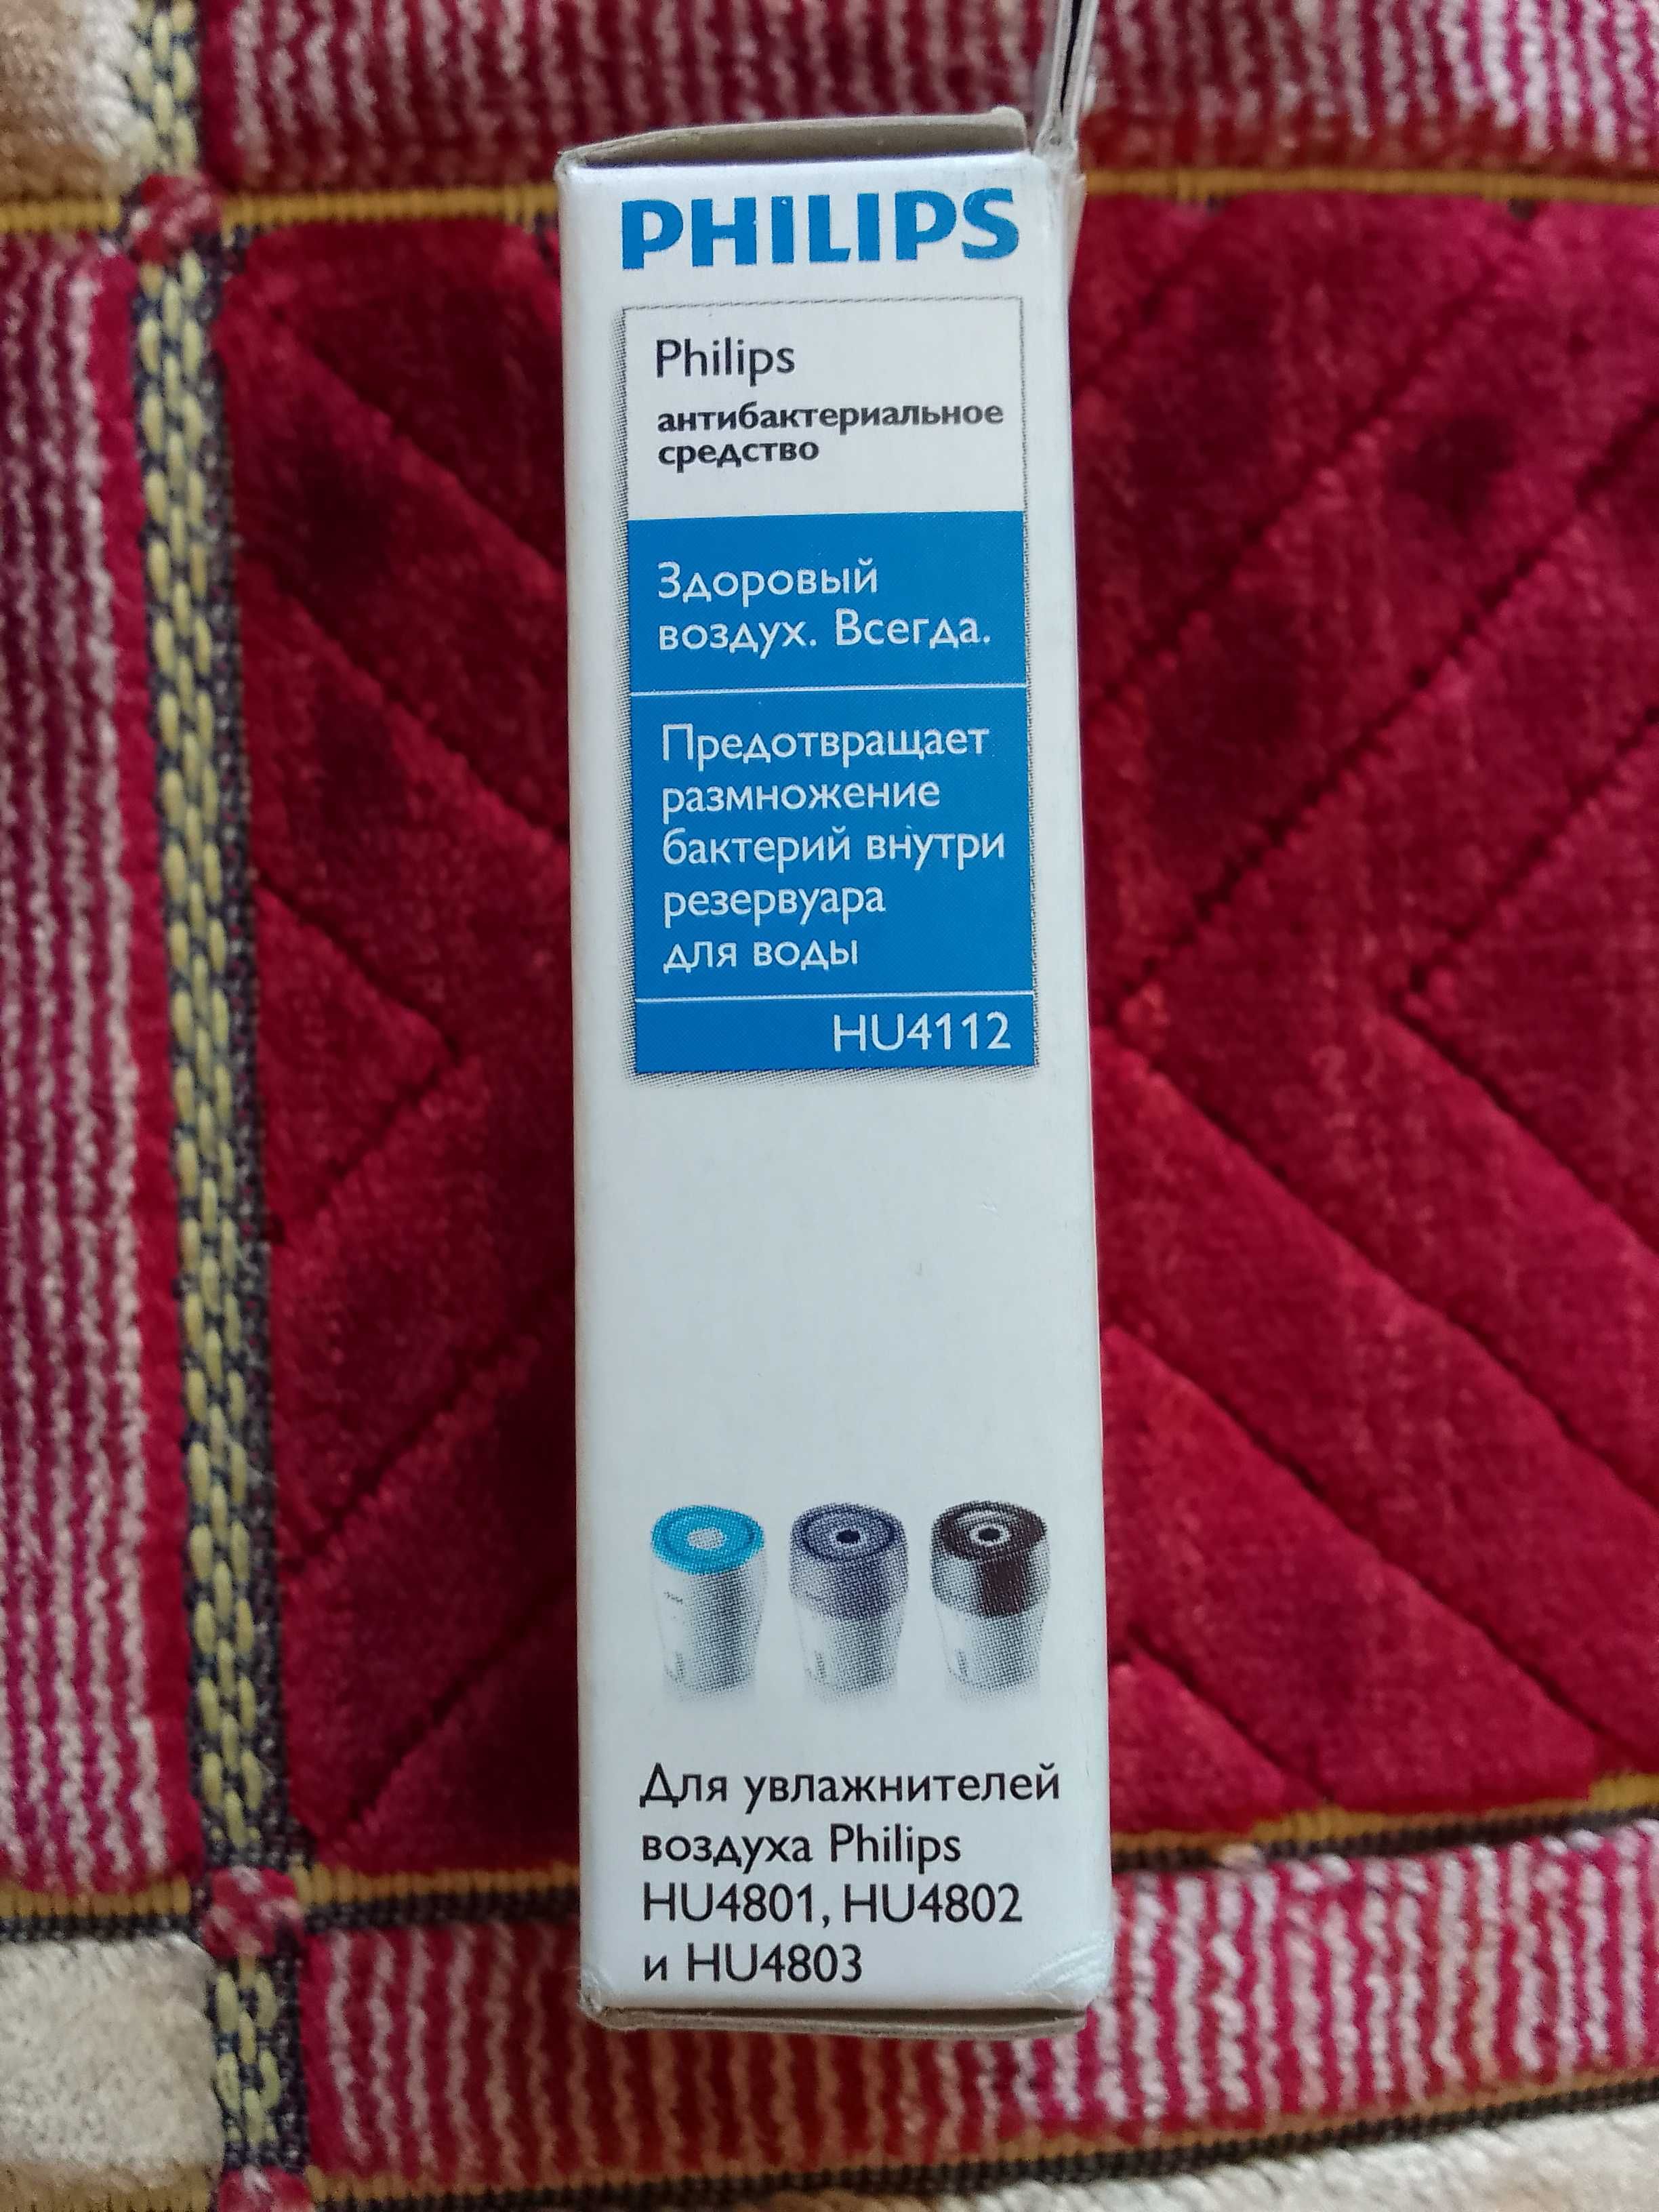 PHILIPS
Philips
антибактериальное
средство
Здоровый
воздух. Всегда.
Предотвращает
размножение
бактерий внутри
резервуара
для воды
HU4112
Для увлажнителей
воздуха Philips
HU4801, HU4802
и HU4803